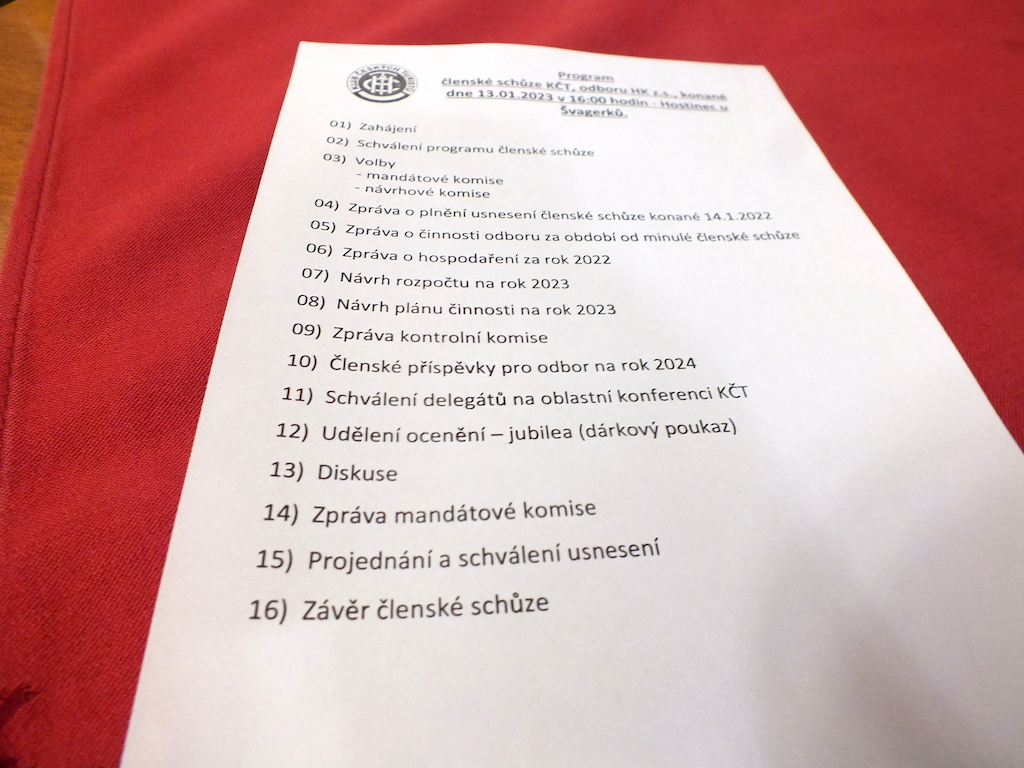 KLUB ČESKÝCH TURISTŮ
Program
členské schůze KČT, odboru HK z.s., konané
dne 13.01.2023 v 16:00 hodin - Hostinec u
Švagerků.
01) Zahájení
02) Schválení programu členské schůze
03) Volby
- mandátové komise
- návrhové komise
04) Zpráva o plnění usnesení členské schůze konané 14.1.2022
05) Zpráva o činnosti odboru za období od minulé členské schůze
06) Zpráva o hospodaření za rok 2022
07) Návrh rozpočtu na rok 2023
08) Návrh plánu činnosti na rok 2023
09) Zpráva kontrolní komise
10) Členské příspěvky pro odbor na rok 2024
11) Schválení delegátů na oblastní konferenci KČT
12) Udělení ocenění – jubilea (dárkový poukaz)
13) Diskuse
14) Zpráva mandátové komise
15) Projednání a schválení usnesení
16) Závěr členské schůze